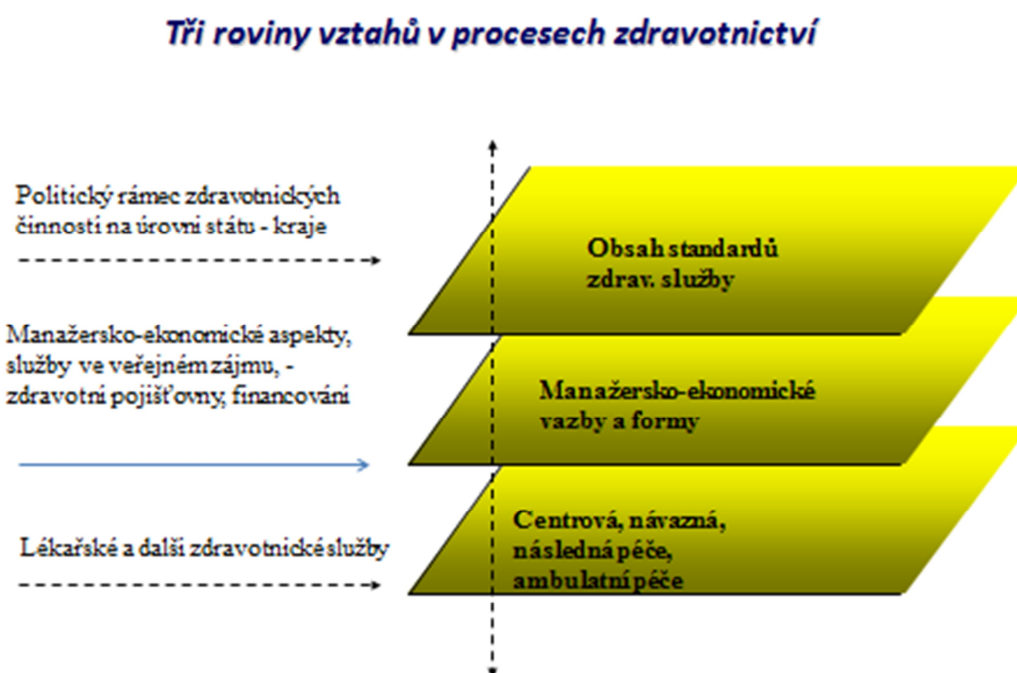 Tři roviny vztahů v procesech zdravotnictví
Politický rámec zdravotnických
činností na úrovni státu - kraje
Obsah standardů
zdrav. služby
Manažersko-ekonomické aspekty,
služby ve veřejném zájmu, -
zdravotní pojišťovny, financování
Manažersko-ekonomické
vazby a formy
Lékařské a další zdravotnické služby
Centrová, návazná,
následná péče,
ambulatní péče